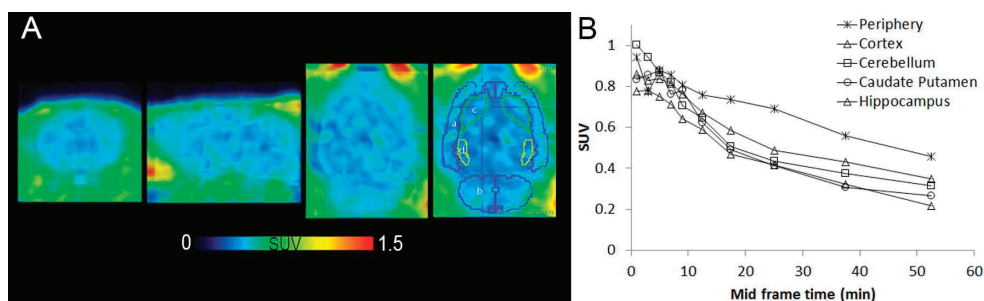 A
a
c
d
b
0 SUV 1.5
B
SUV
1
0.8
0.6
0.4
0.2
0
0 10 20 30 40 50 60
Mid frame time (min)
Periphery
Cortex
Cerebellum
Caudate Putamen
Hippocampus